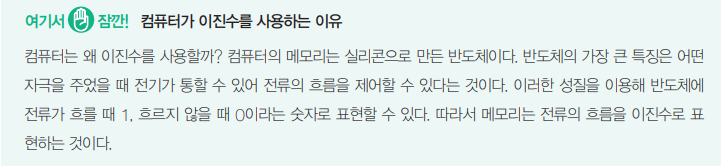 여기서 잠깐! 컴퓨터가 이진수를 사용하는 이유
컴퓨터는 왜 이진수를 사용할까? 컴퓨터의 메모리는 실리콘으로 만든 반도체이다. 반도체의 가장 큰 특징은 어떤
자극을 주었을 때 전기가 통할 수 있어 전류의 흐름을 제어할 수 있다는 것이다. 이러한 성질을 이용해 반도체에
전류가 흐를 때 1, 흐르지 않을 때 0이라는 숫자로 표현할 수 있다. 따라서 메모리는 전류의 흐름을 이진수로 표
현하는 것이다.